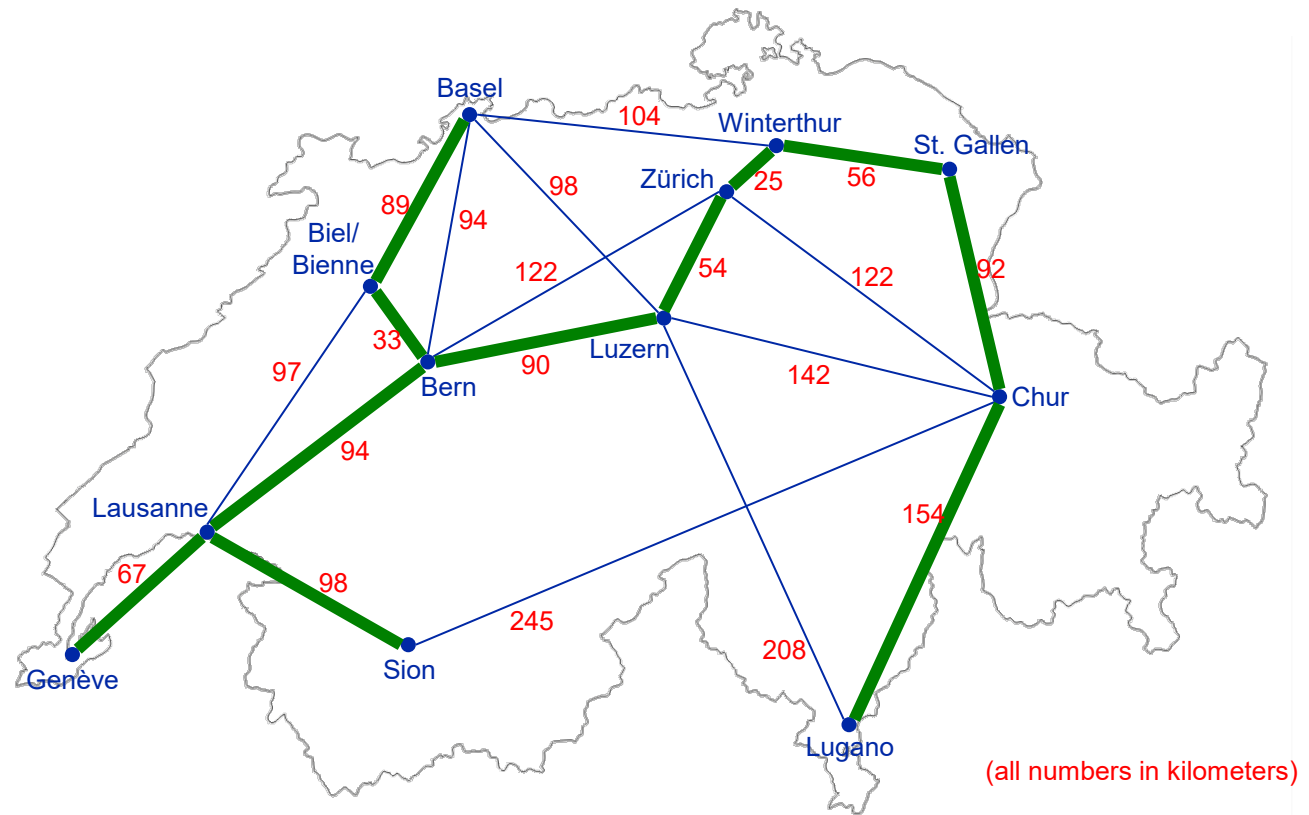 Basel
104
Winterthur
St. Gallen
Zürich
25
56
98
89
94
Biel/
Bienne
122
54
122
92
33
Luzern
90
97
Bern
142
Chur
94
Lausanne
154
67
98
245
208
Sion
Genève
Lugano
(all numbers in kilometers)